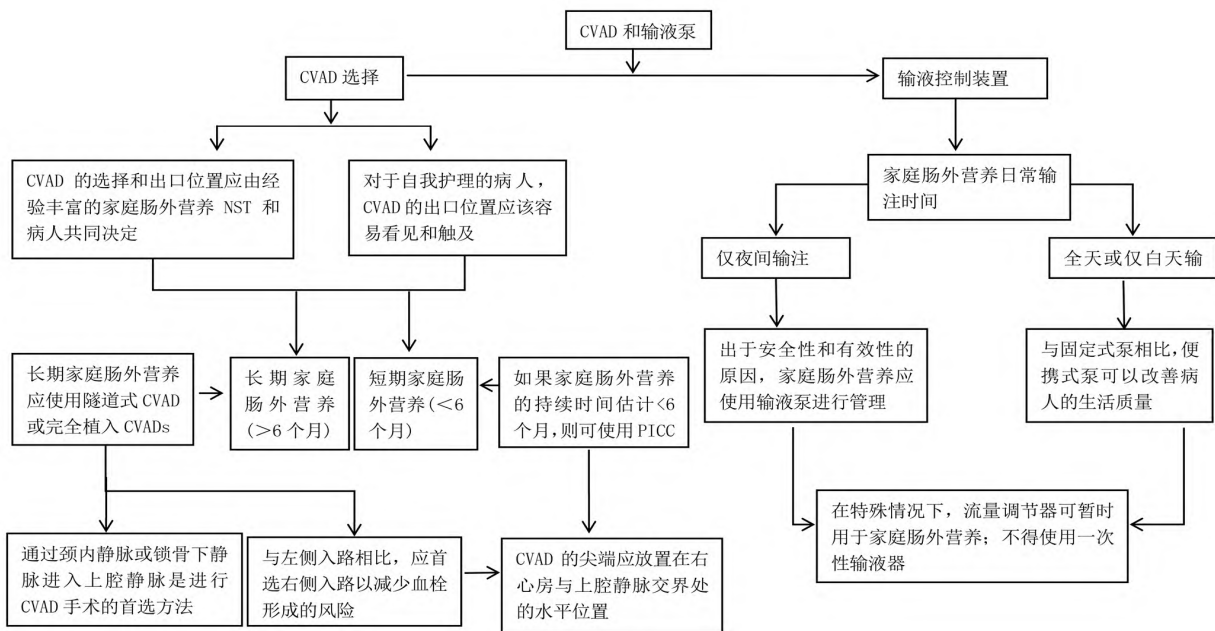 CVAD 和输液泵
CVAD 选择
输液控制装置
CVAD 的选择和出口位置应由经
验丰富的家庭肠外营养 NST 和
病人共同决定
对于自我护理的病人，
CVAD 的出口位置应该容
易看见和触及
家庭肠外营养日常输
注时间
仅夜间输注
全天或仅白天输
长期家庭肠外营养
应使用隧道式 CVAD
或完全植入 CVADs
长期家庭
肠外营养
(>6 个月)
短期家庭肠
外营养(<6
个月)
如果家庭肠外营养
的持续时间估计<6
个月,则可使用 PICC
出于安全性和有效性的
原因，家庭肠外营养应
使用输液泵进行管理
与固定式泵相比,便
携式泵可以改善病
人的生活质量
通过颈内静脉或锁骨下静
脉进入上腔静脉是进行
CVAD 手术的首选方法
与左侧入路相比，应首
选右侧入路以减少血栓
形成的风险
CVAD 的尖端应放置在右
心房与上腔静脉交界处
的水平位置
在特殊情况下，流量调节器可暂时
用于家庭肠外营养；不得使用一次
性输液器